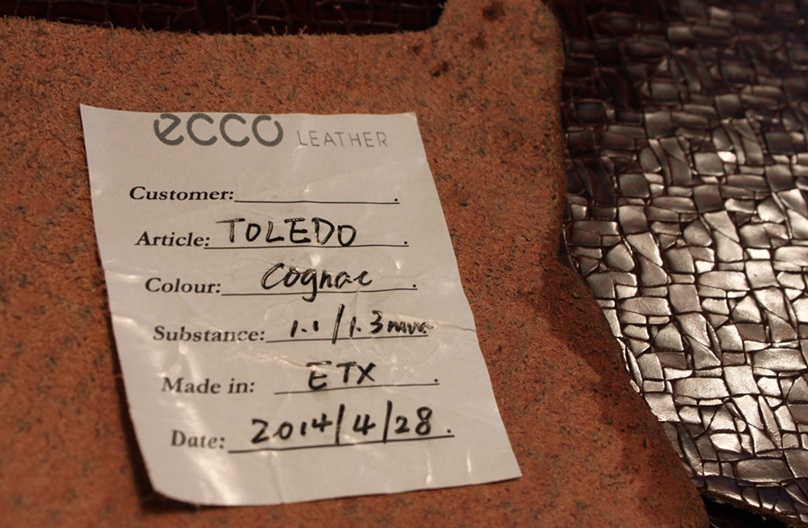 ecco LEATHER
Customer: .
Article: TOLEDO .
Colour: Cognac .
Substance: 1.1/1.3mm.
Made in: ETX .
Date: 2014/4/28.